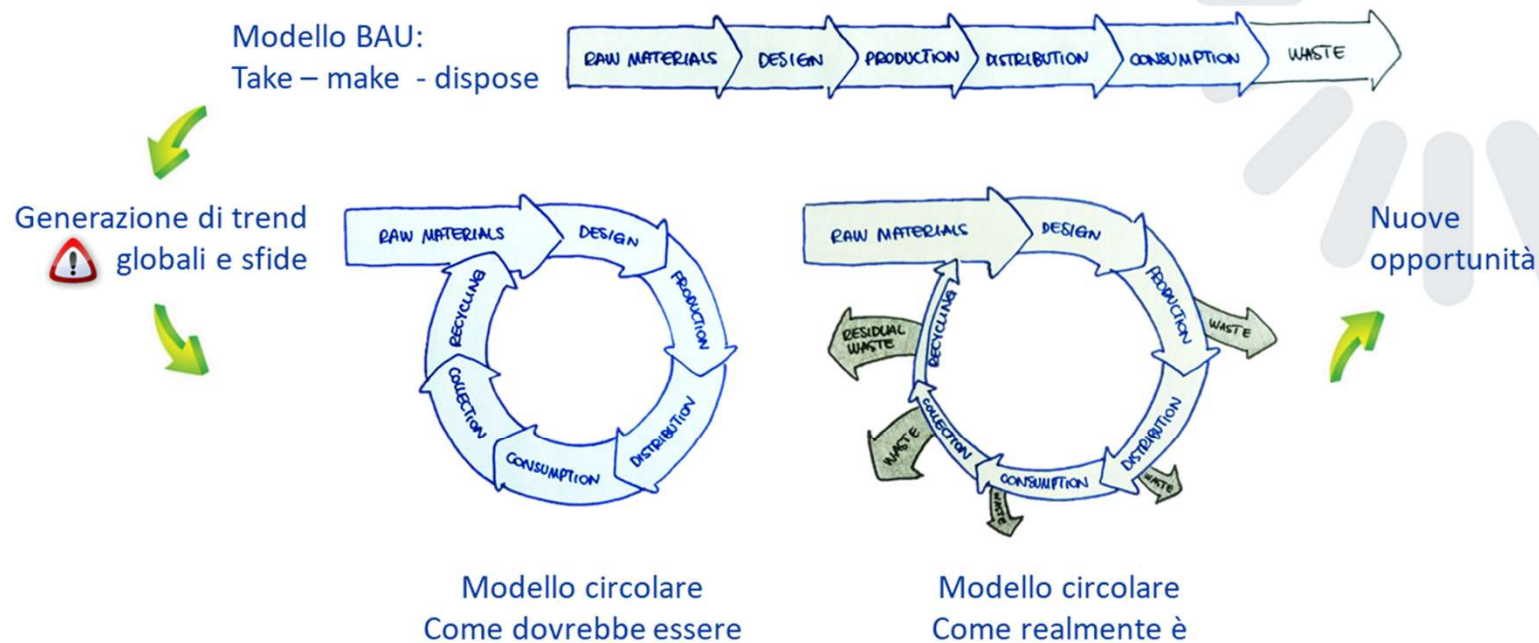 Modello BAU:
Take – make - dispose
RAW MATERIALS
DESIGN
PRODUCTION
DISTRIBUTION
CONSUMPTION
WASTE
Generazione di trend
globali e sfide
RAW MATERIALS
DESIGN
PRODUCTION
DISTRIBUTION
CONSUMPTION
COLLECTION
RECYCLING
RAW MATERIALS
DESIGN
PRODUCTION
WASTE
DISTRIBUTION
WASTE
CONSUMPTION
WASTE
COLLECTION
WASTE
RECYCLING
RESIDUAL
WASTE
Nuove
opportunità
Modello circolare
Come dovrebbe essere
Modello circolare
Come realmente è